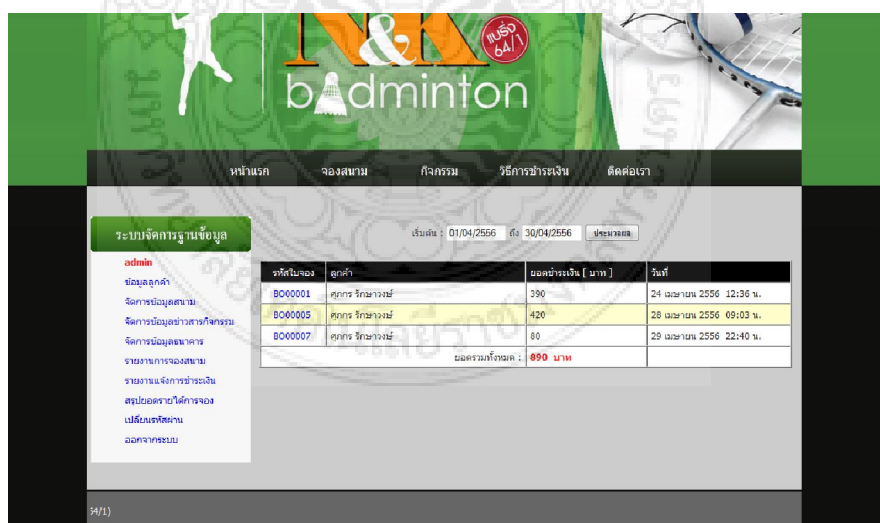 N&K
แบริ่ง
64/1
badminton
หน้าแรก จองสนาม กิจกรรม วิธีการชำระเงิน ติดต่อเรา
ระบบจัดการฐานข้อมูล
admin
ข้อมูลลูกค้า
จัดการข้อมูลสนาม
จัดการข้อมูลข่าวสารกิจกรรม
จัดการข้อมูลธนาคาร
รายงานการจองสนาม
รายงานแจ้งการชำระเงิน
สรุปยอดรายได้การจอง
เปลี่ยนรหัสผ่าน
ออกจากระบบ
เริ่มต้น : 01/04/2556 ถึง 30/04/2556 ประมวลผล
รหัสใบจอง ลูกค้า ยอดชำระเงิน [ บาท ] วันที่
BO00001 ศุภกร รักษาวงษ์ 390 24 เมษายน 2556 12:36 น.
BO00005 ศุภกร รักษาวงษ์ 420 28 เมษายน 2556 09:03 น.
BO00007 ศุภกร รักษาวงษ์ 80 29 เมษายน 2556 22:40 น.
ยอดรวมทั้งหมด : 890 บาท
64/1)